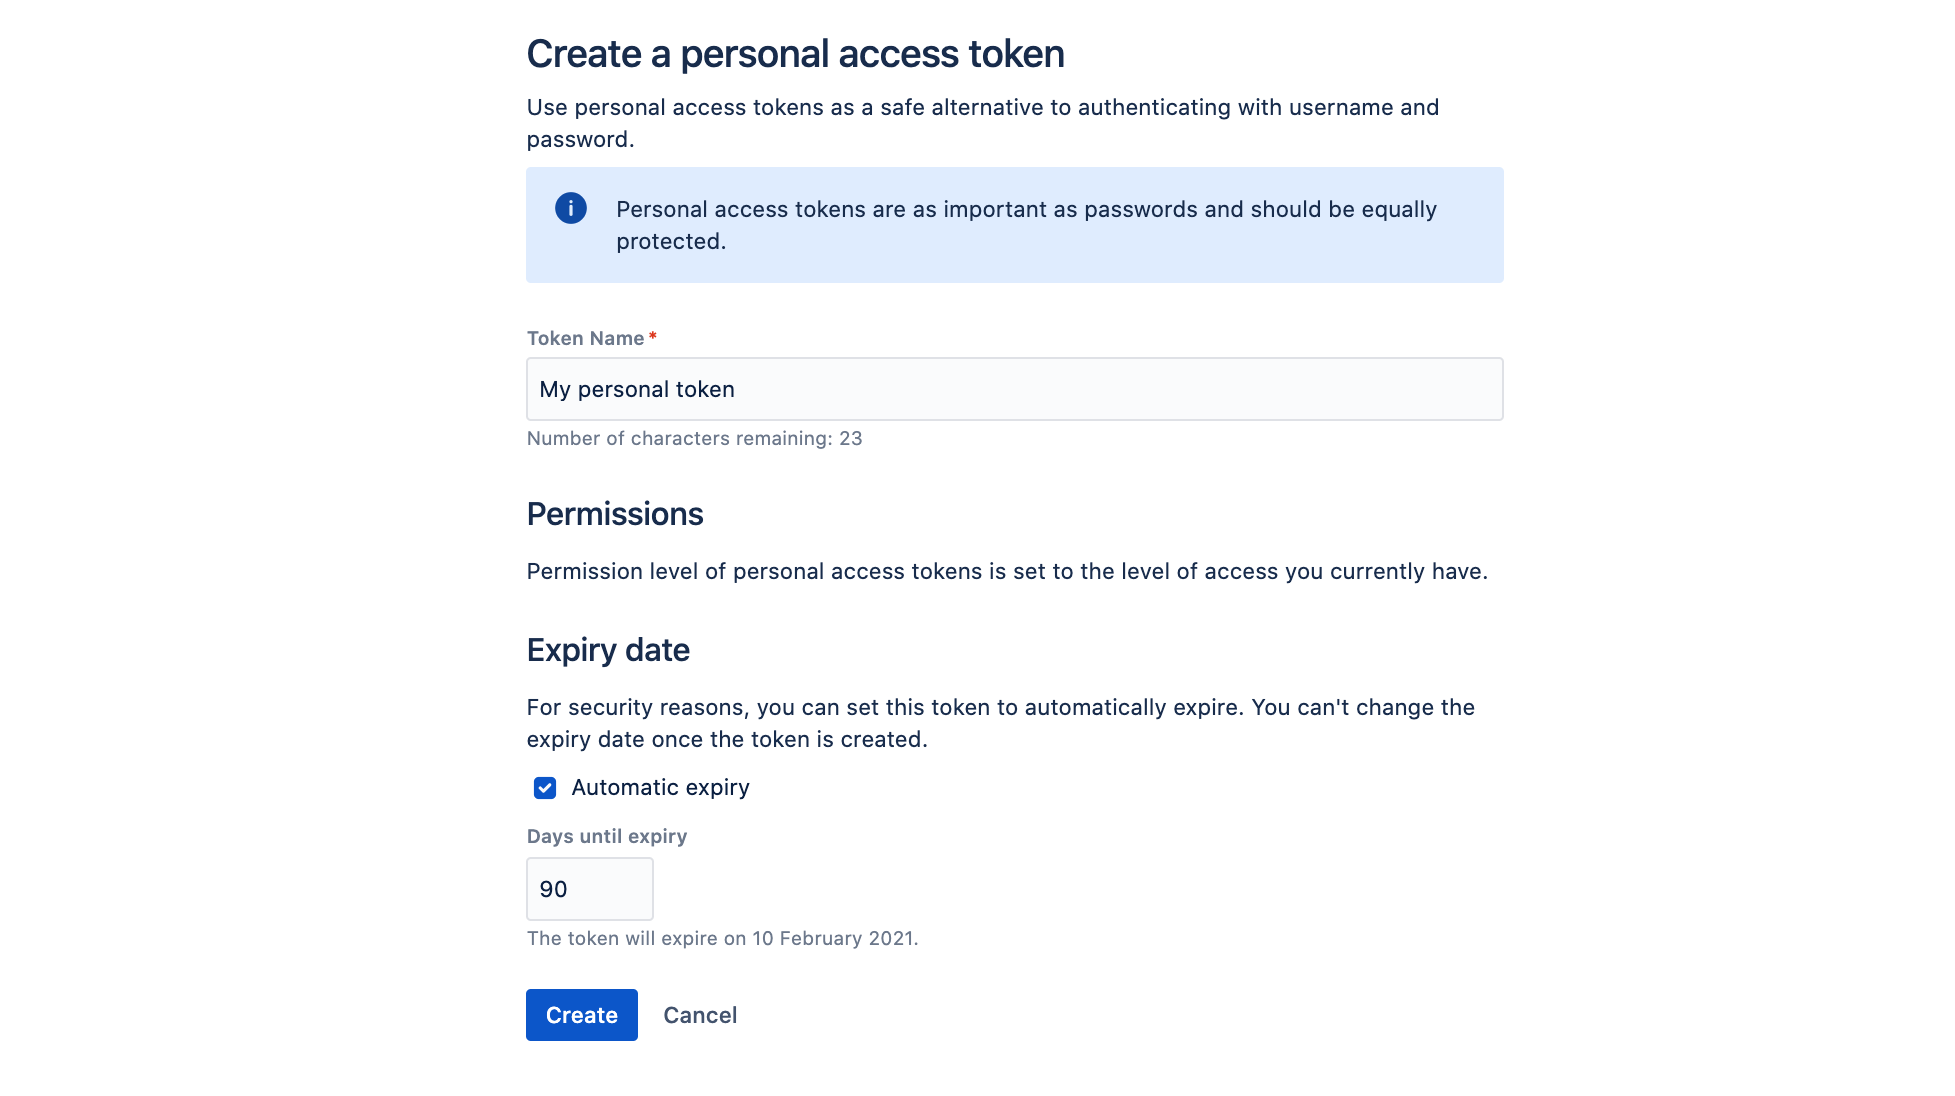 Create a personal access token
Use personal access tokens as a safe alternative to authenticating with username and
password.
Personal access tokens are as important as passwords and should be equally
protected.
Token Name*
My personal token
Number of characters remaining: 23
Permissions
Permission level of personal access tokens is set to the level of access you currently have.
Expiry date
For security reasons, you can set this token to automatically expire. You can't change the
expiry date once the token is created.
Automatic expiry
Days until expiry
90
The token will expire on 10 February 2021.
Create Cancel